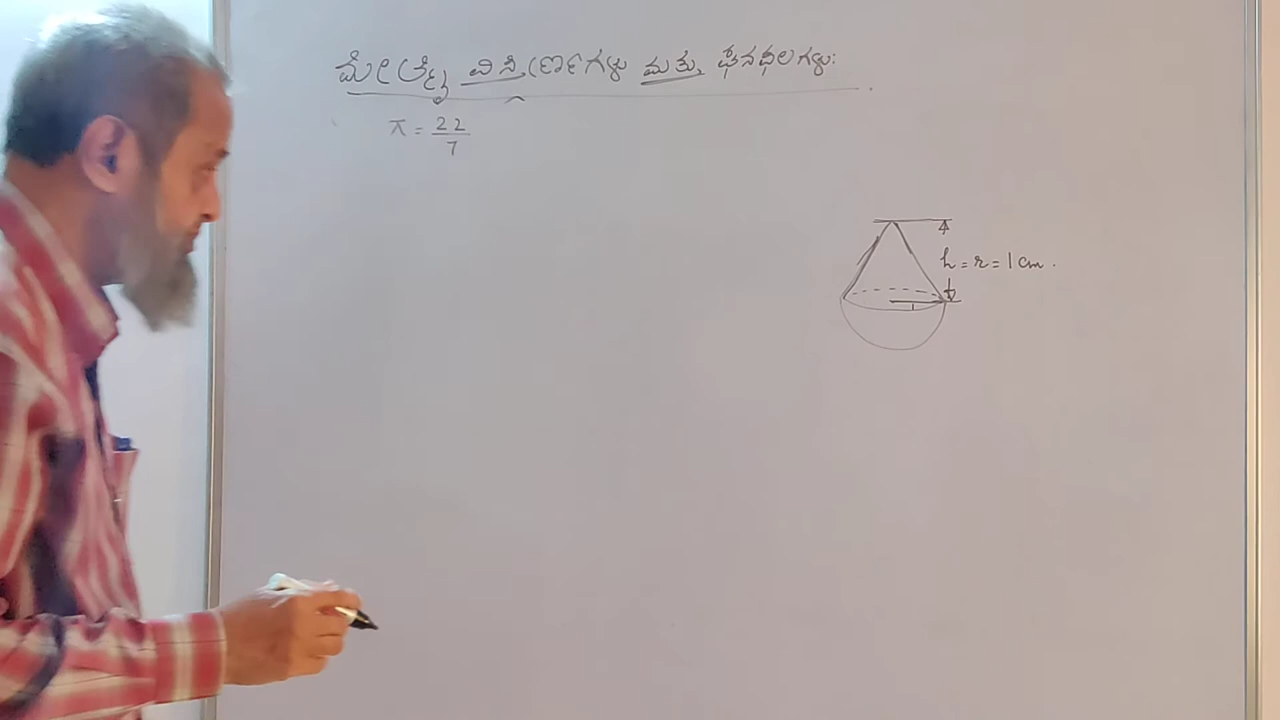 ಮೇಲ್ಮೈ ವಿಸ್ತೀರ್ಣಗಳು ಮತ್ತು ಘನಫಲಗಳು:
π = 22/7
h = r = 1 cm.
1